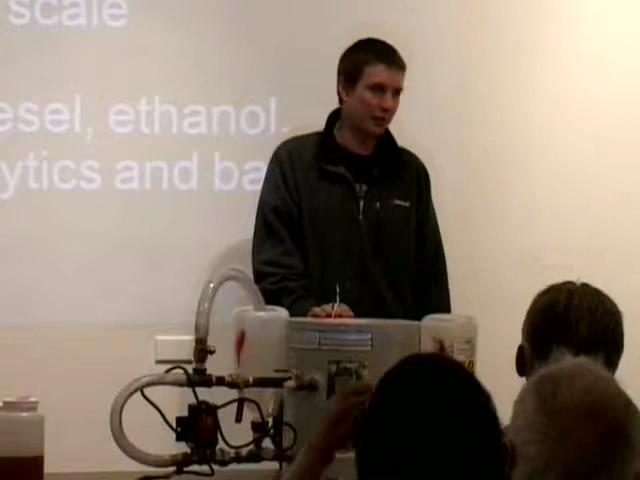 scale
esel, ethanol.
ytics and ba